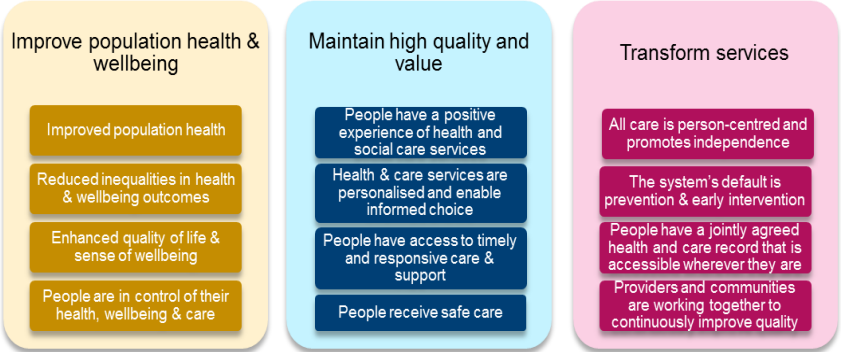 Improve population health &
wellbeing
Improved population health
Reduced inequalities in health
& wellbeing outcomes
Enhanced quality of life &
sense of wellbeing
People are in control of their
health, wellbeing & care
Maintain high quality and
value
People have a positive
experience of health and
social care services
Health & care services are
personalised and enable
informed choice
People have access to timely
and responsive care &
support
People receive safe care
Transform services
All care is person-centred and
promotes independence
The system's default is
prevention & early intervention
People have a jointly agreed
health and care record that is
accessible wherever they are
Providers and communities
are working together to
continuously improve quality